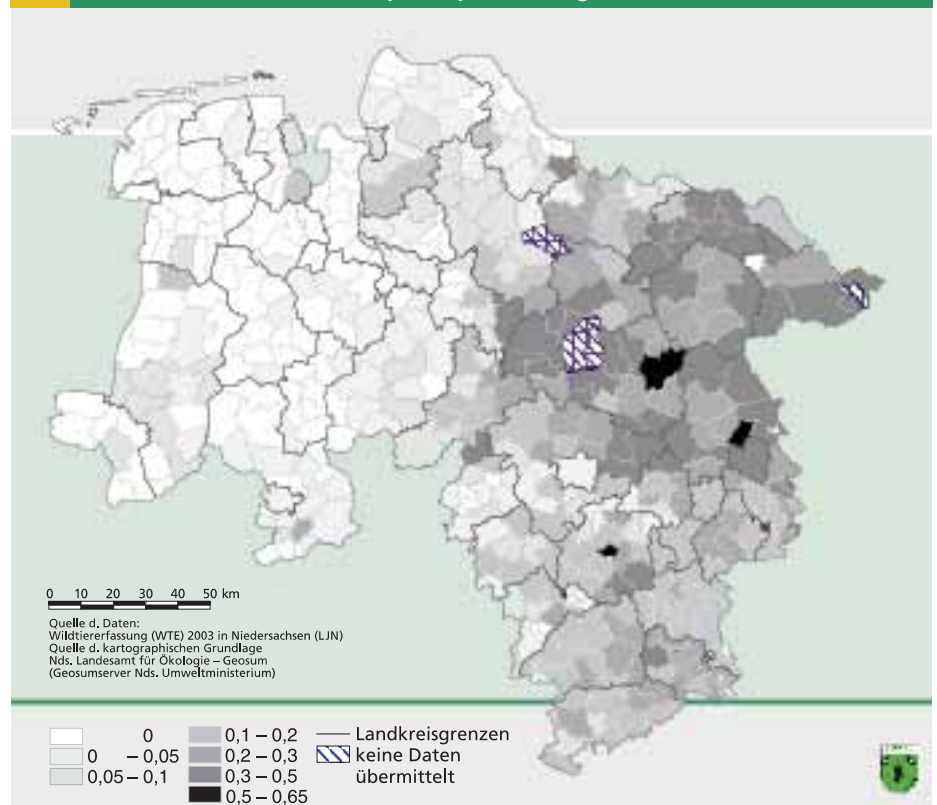 0 10 20 30 40 50 km
Quelle d. Daten:
Wildtiererfassung (WTE) 2003 in Niedersachsen (LJN)
Quelle d. kartographischen Grundlage
Nds. Landesamt für Ökologie – Geosum
(Geosumserver Nds. Umweltministerium)
0
0 – 0,05
0,05 – 0,1
0,1 – 0,2
0,2 – 0,3
0,3 – 0,5
0,5 – 0,65
Landkreisgrenzen
keine Daten
übermittelt